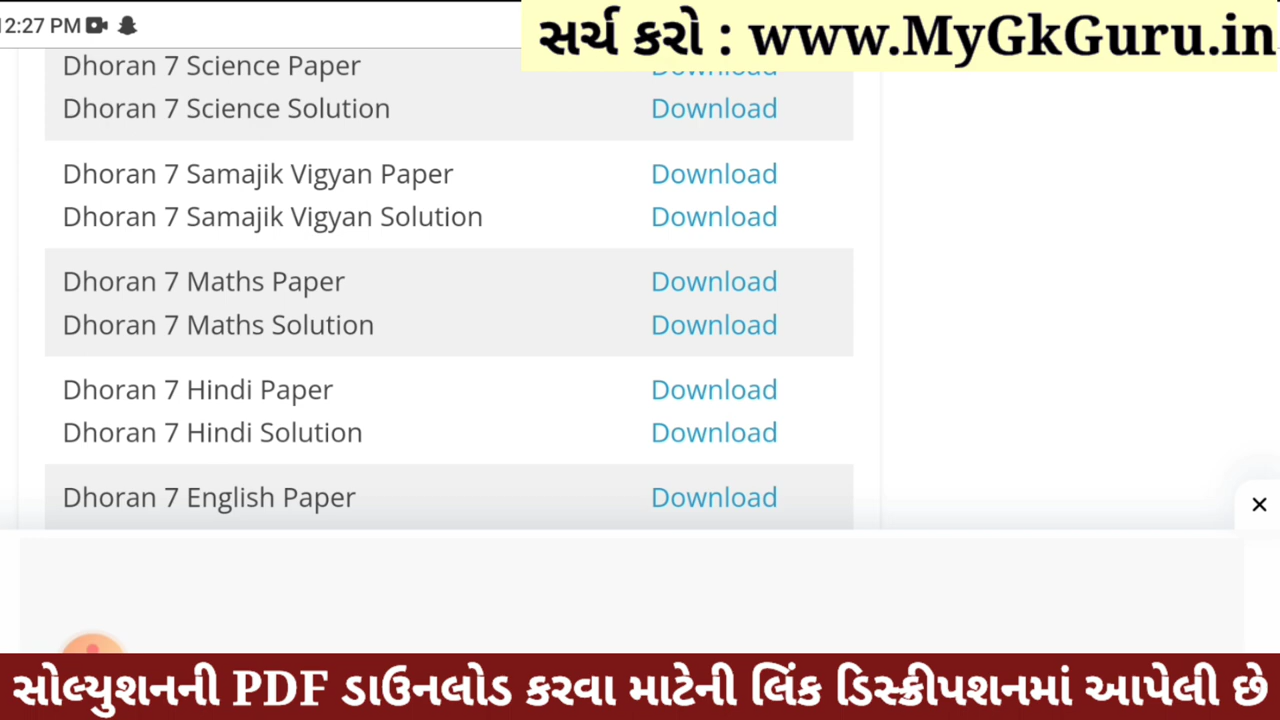 12:27 PM
સર્ચ કરો : www.MyGkGuru.in
Dhoran 7 Science Paper Download
Dhoran 7 Science Solution Download
Dhoran 7 Samajik Vigyan Paper Download
Dhoran 7 Samajik Vigyan Solution Download
Dhoran 7 Maths Paper Download
Dhoran 7 Maths Solution Download
Dhoran 7 Hindi Paper Download
Dhoran 7 Hindi Solution Download
Dhoran 7 English Paper Download
સોલ્યુશનની PDF ડાઉનલોડ કરવા માટેની લિંક ડિસ્ક્રીપશનમાં આપેલી છે